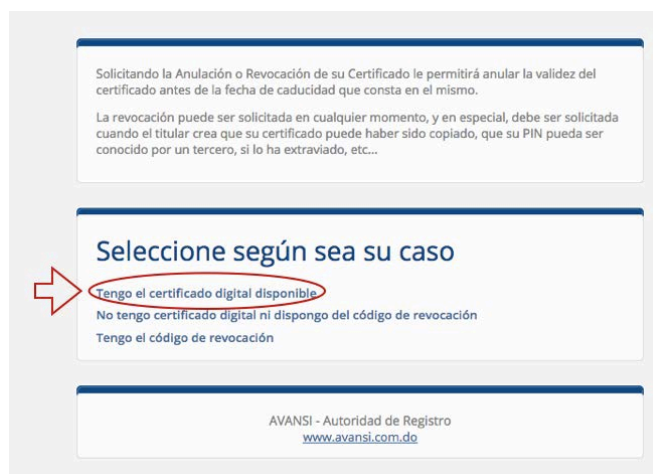 Solicitando la Anulación o Revocación de su Certificado le permitirá anular la validez del
certificado antes de la fecha de caducidad que consta en el mismo.
La revocación puede ser solicitada en cualquier momento, y en especial, debe ser solicitada
cuando el titular crea que su certificado puede haber sido copiado, que su PIN pueda ser
conocido por un tercero, si lo ha extraviado, etc...
Seleccione según sea su caso
Tengo el certificado digital disponible
No tengo certificado digital ni dispongo del código de revocación
Tengo el código de revocación
AVANSI - Autoridad de Registro
www.avansi.com.do